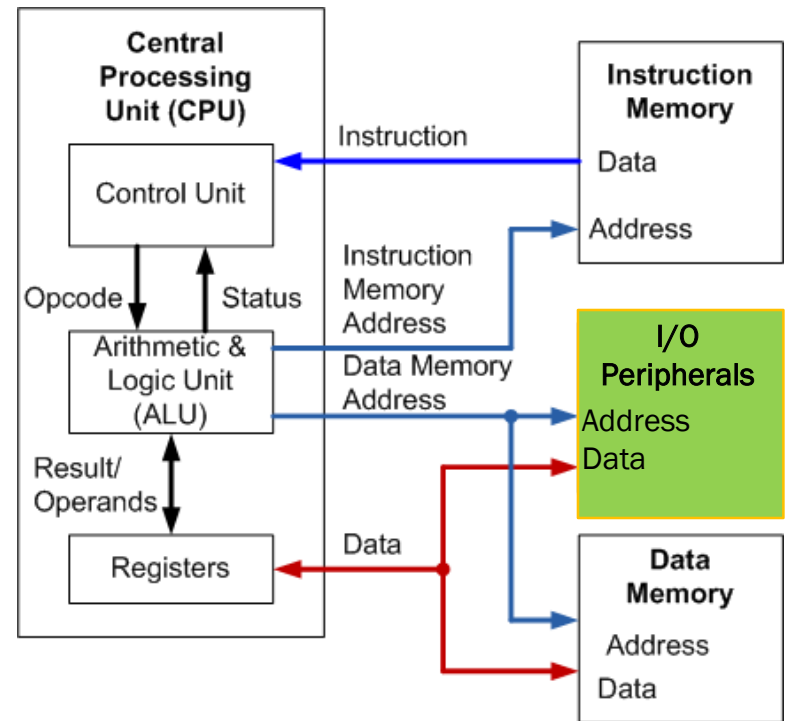 Central
Processing
Unit (CPU)
Control Unit
Opcode
Status
Arithmetic &
Logic Unit
(ALU)
Result/
Operands
Registers
Instruction
Instruction
Memory
Address
Data Memory
Address
Data
Instruction
Memory
Data
Address
I/O
Peripherals
Address
Data
Data
Memory
Address
Data